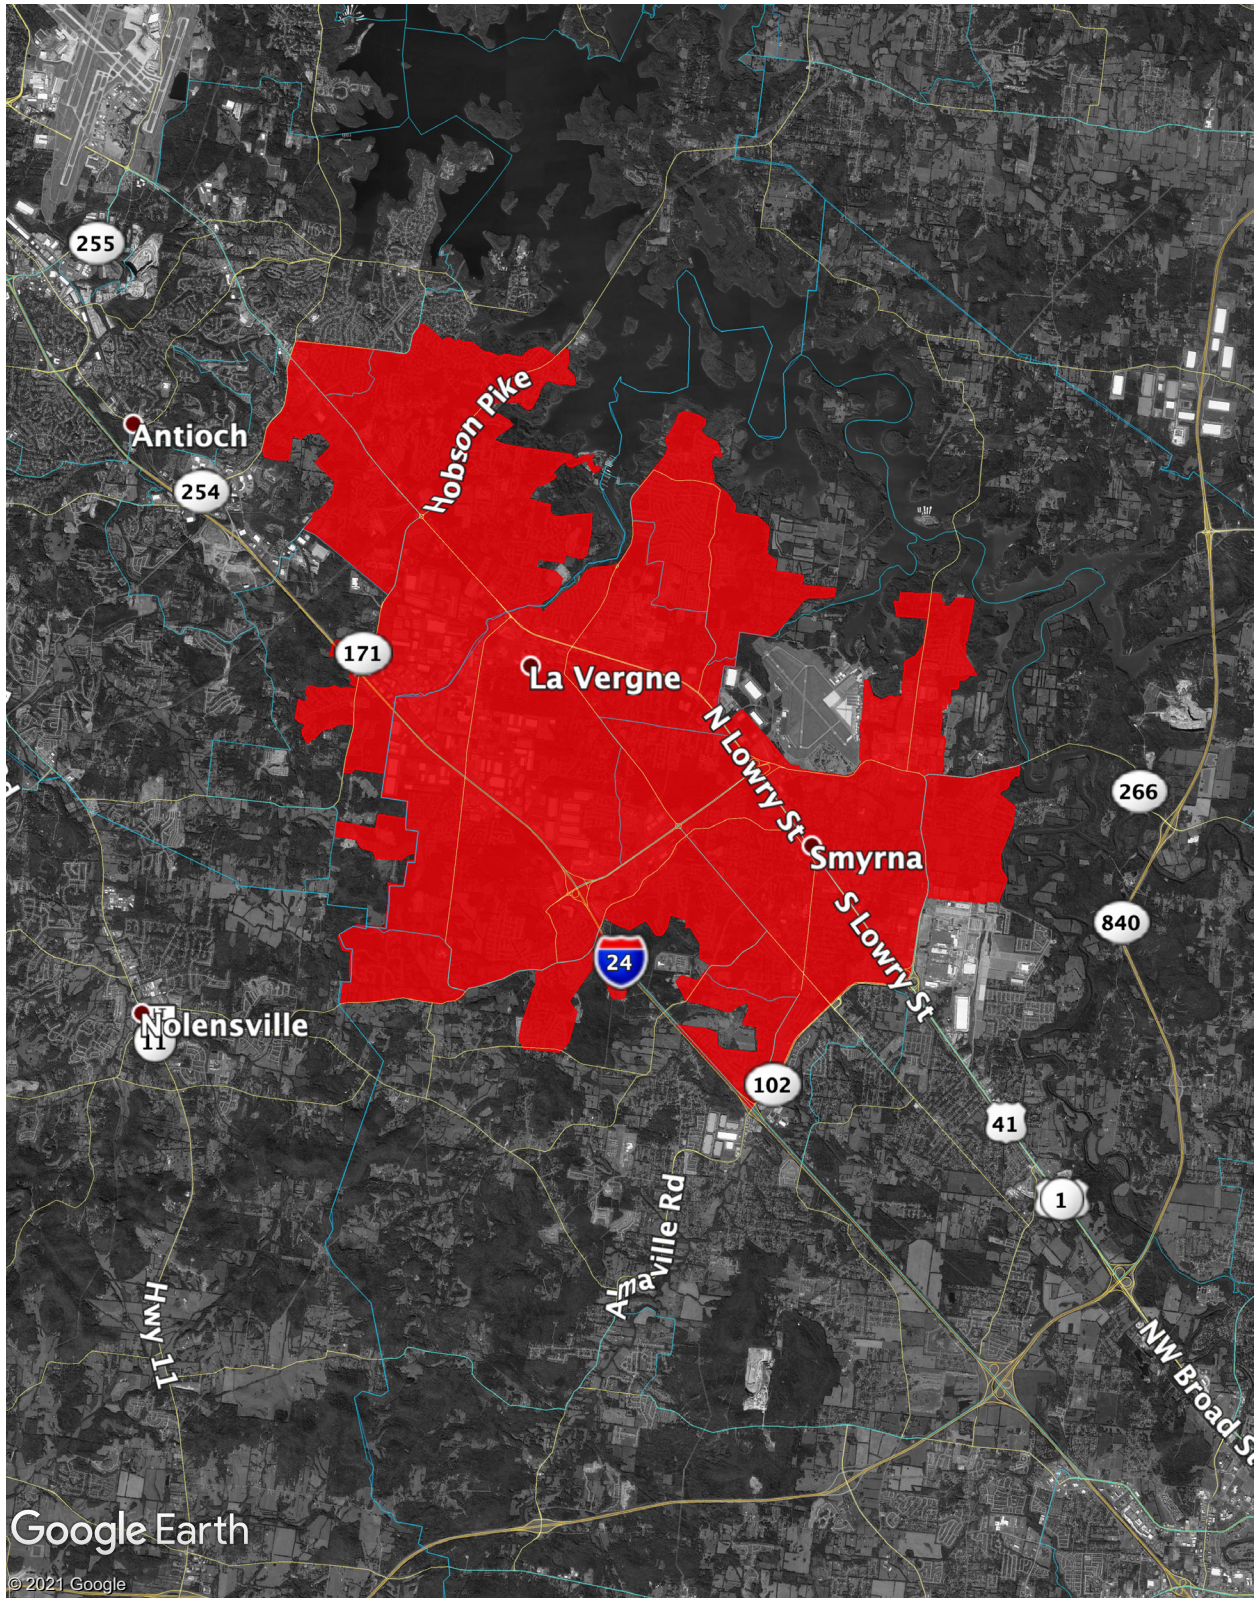 255
Hobson Pike
Antioch
254
171
La Vergne
N Lowry St
266
Smyrna
S Lowry St
840
24
Nolensville
11
102
41
1
Almaville Rd
Hwy 11
NW Broad St
Google Earth
© 2021 Google